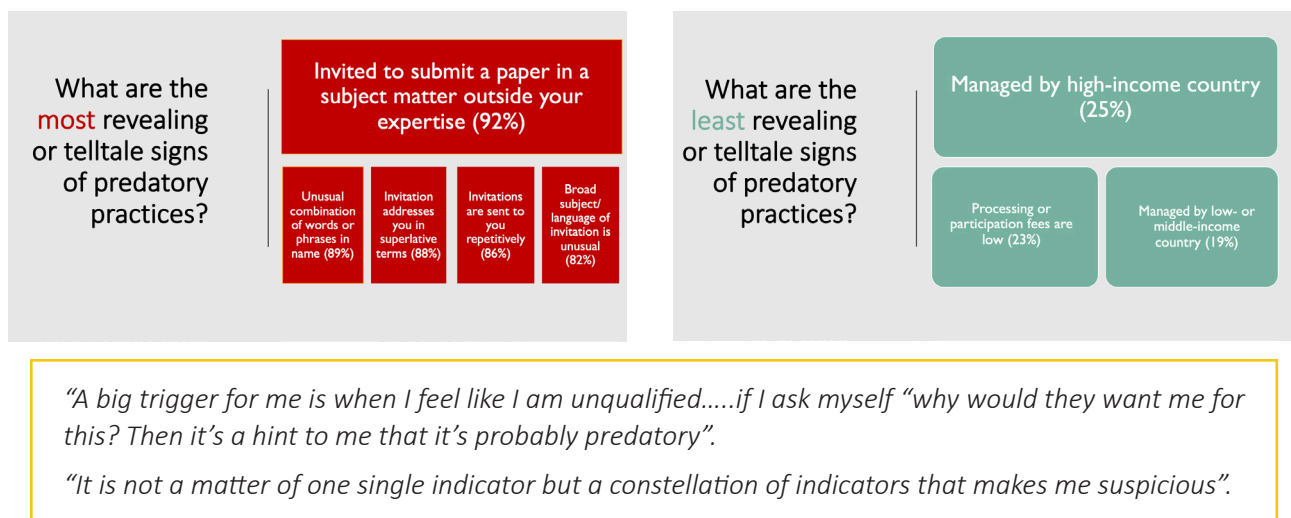 What are the
most revealing
or telltale signs
of predatory
practices?
Invited to submit a paper in a
subject matter outside your
expertise (92%)
Unusual
combination
of words or
phrases in
name (89%)
Invitation
addresses
you in
superlative
terms (88%)
Invitations
are sent to
you
repetitively
(86%)
Broad
subject/
language of
invitation is
unusual
(82%)
What are the
least revealing
or telltale signs
of predatory
practices?
Managed by high-income country
(25%)
Processing or
participation fees are
low (23%)
Managed by low- or
middle-income
country (19%)
“A big trigger for me is when I feel like I am unqualified…..if I ask myself “why would they want me for
this? Then it’s a hint to me that it’s probably predatory”.
“It is not a matter of one single indicator but a constellation of indicators that makes me suspicious”.